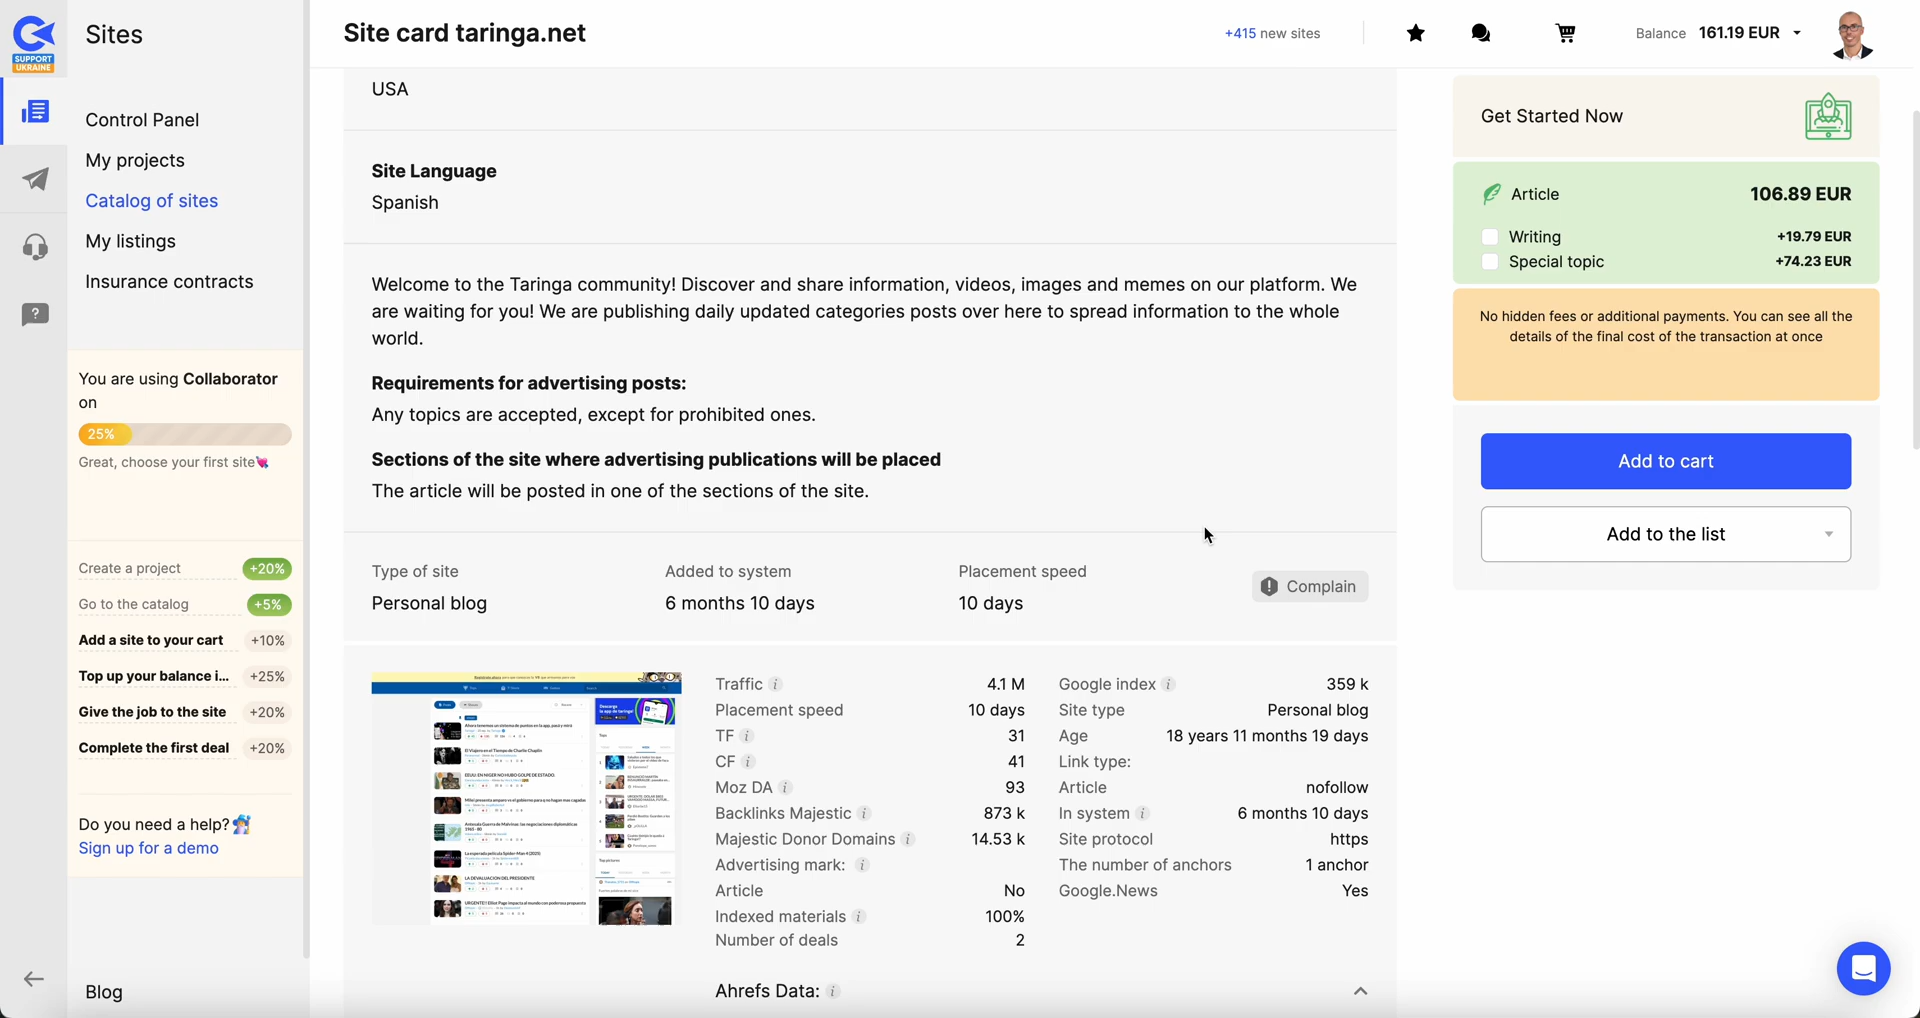 SUPPORT
UKRAINE
Sites
Control Panel
My projects
Catalog of sites
My listings
Insurance contracts
You are using Collaborator
on
25%
Great, choose your first site
Create a project +20%
Go to the catalog +5%
Add a site to your cart +10%
Top up your balance i... +25%
Give the job to the site +20%
Complete the first deal +20%
Do you need a help?
Sign up for a demo
Blog
Site card taringa.net
+415 new sites
Balance 161.19 EUR
USA
Site Language
Spanish
Welcome to the Taringa community! Discover and share information, videos, images and memes on our platform. We
are waiting for you! We are publishing daily updated categories posts over here to spread information to the whole
world.
Requirements for advertising posts:
Any topics are accepted, except for prohibited ones.
Sections of the site where advertising publications will be placed
The article will be posted in one of the sections of the site.
Type of site Added to system Placement speed
Personal blog 6 months 10 days 10 days
Complain
Traffic 4.1 M
Placement speed 10 days
TF 31
CF 41
Moz DA 93
Backlinks Majestic 873 k
Majestic Donor Domains 14.53 k
Advertising mark:
Article No
Indexed materials 100%
Number of deals 2
Google index 359 k
Site type Personal blog
Age 18 years 11 months 19 days
Link type:
Article nofollow
In system 6 months 10 days
Site protocol https
The number of anchors 1 anchor
Google.News Yes
Ahrefs Data:
Get Started Now
Article 106.89 EUR
Writing +19.79 EUR
Special topic +74.23 EUR
No hidden fees or additional payments. You can see all the
details of the final cost of the transaction at once
Add to cart
Add to the list